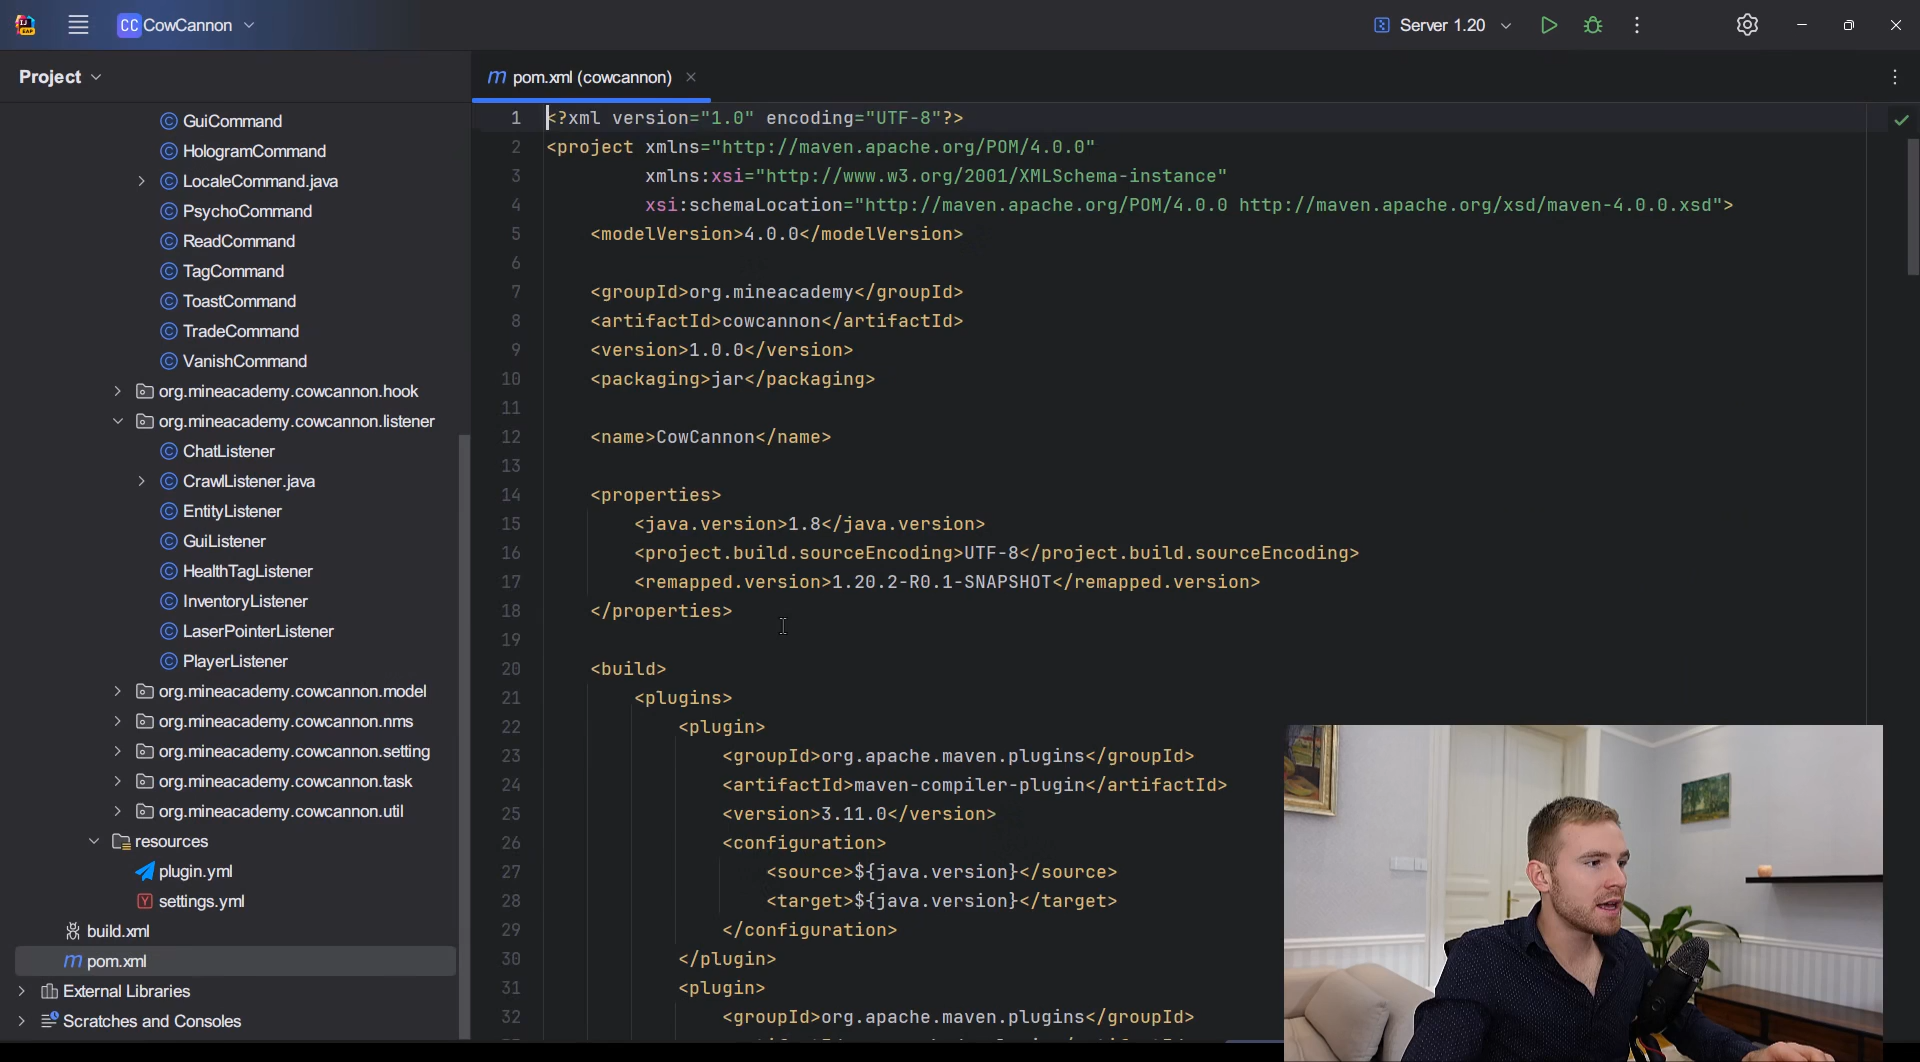 CC CowCannon
Server 1.20
Project
m pom.xml (cowcannon)
GuiCommand
HologramCommand
LocaleCommand.java
PsychoCommand
ReadCommand
TagCommand
ToastCommand
TradeCommand
VanishCommand
org.mineacademy.cowcannon.hook
org.mineacademy.cowcannon.listener
ChatListener
CrawlListener.java
EntityListener
GuiListener
HealthTagListener
InventoryListener
LaserPointerListener
PlayerListener
org.mineacademy.cowcannon.model
org.mineacademy.cowcannon.nms
org.mineacademy.cowcannon.setting
org.mineacademy.cowcannon.task
org.mineacademy.cowcannon.util
resources
plugin.yml
settings.yml
build.xml
m pom.xml
External Libraries
Scratches and Consoles
1 <?xml version="1.0" encoding="UTF-8"?>
2 <project xmlns="http://maven.apache.org/POM/4.0.0"
3 xmlns:xsi="http://www.w3.org/2001/XMLSchema-instance"
4 xsi:schemaLocation="http://maven.apache.org/POM/4.0.0 http://maven.apache.org/xsd/maven-4.0.0.xsd">
5 <modelVersion>4.0.0</modelVersion>
6
7 <groupId>org.mineacademy</groupId>
8 <artifactId>cowcannon</artifactId>
9 <version>1.0.0</version>
10 <packaging>jar</packaging>
11
12 <name>CowCannon</name>
13
14 <properties>
15 <java.version>1.8</java.version>
16 <project.build.sourceEncoding>UTF-8</project.build.sourceEncoding>
17 <remapped.version>1.20.2-R0.1-SNAPSHOT</remapped.version>
18 </properties>
19
20 <build>
21 <plugins>
22 <plugin>
23 <groupId>org.apache.maven.plugins</groupId>
24 <artifactId>maven-compiler-plugin</artifactId>
25 <version>3.11.0</version>
26 <configuration>
27 <source>${java.version}</source>
28 <target>${java.version}</target>
29 </configuration>
30 </plugin>
31 <plugin>
32 <groupId>org.apache.maven.plugins</groupId>